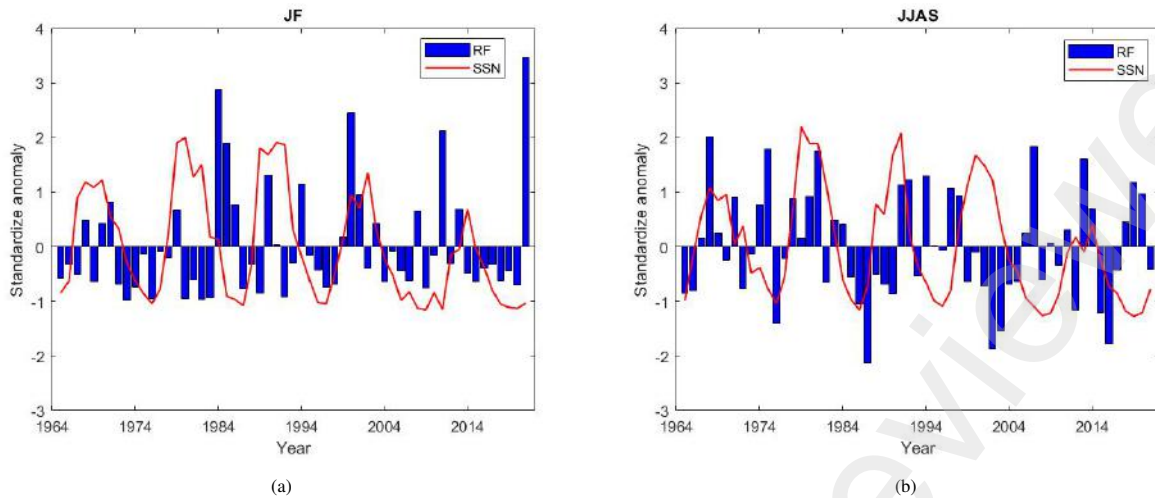 JF
4
3
2
1
0
-1
-2
-3
Standardize anomaly
RF
SSN
1964 1974 1984 1994 2004 2014
Year
(a)
JJAS
4
3
2
1
0
-1
-2
-3
Standardize anomaly
RF
SSN
1964 1974 1984 1994 2004 2014
Year
(b)
review